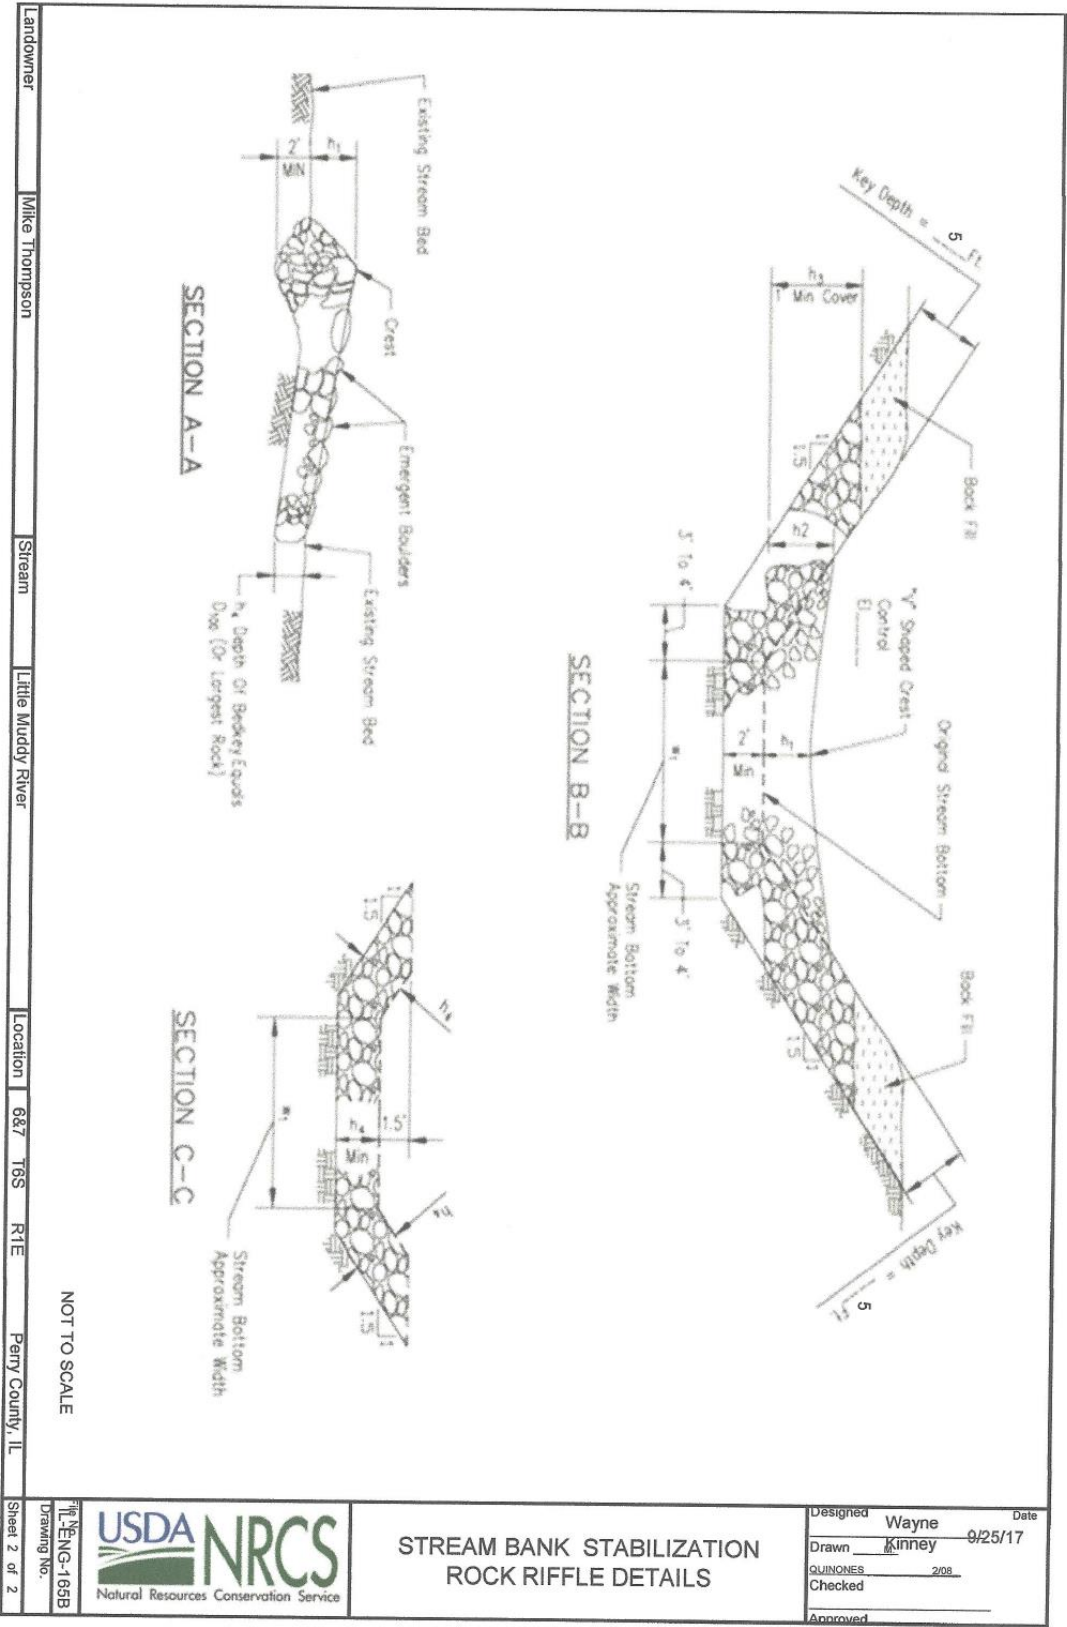 Key Depth = 5 Ft.
h3
1' Min Cover
Back Fill
1
1.5
h2
3' To 4'
"V" Shaped Crest
Control
El.
Original Stream Bottom
2'
Min
h1
w1
3' To 4'
Stream Bottom
Approximate Width
Back Fill
1
1.5
Key Depth = 5 Ft.
SECTION B-B
Existing Stream Bed
h1
2'
MIN
Crest
Emergent Boulders
Existing Stream Bed
h4 Depth Of Bedkey Equals
D100 (Or Largest Rock)
SECTION A-A
1
1.5
h4
h4
Min
1.5'
h4
w1
1
1.5
Stream Bottom
Approximate Width
SECTION C-C
NOT TO SCALE
Landowner Mike Thompson Stream Little Muddy River Location 6&7 T6S R1E Perry County, IL
File No.
IL-ENG-165B
Drawing No.
Sheet 2 of 2
USDA NRCS
Natural Resources Conservation Service
STREAM BANK STABILIZATION
ROCK RIFFLE DETAILS
Designed Wayne Kinney Date 9/25/17
Drawn M. QUINONES 2/08
Checked
Approved